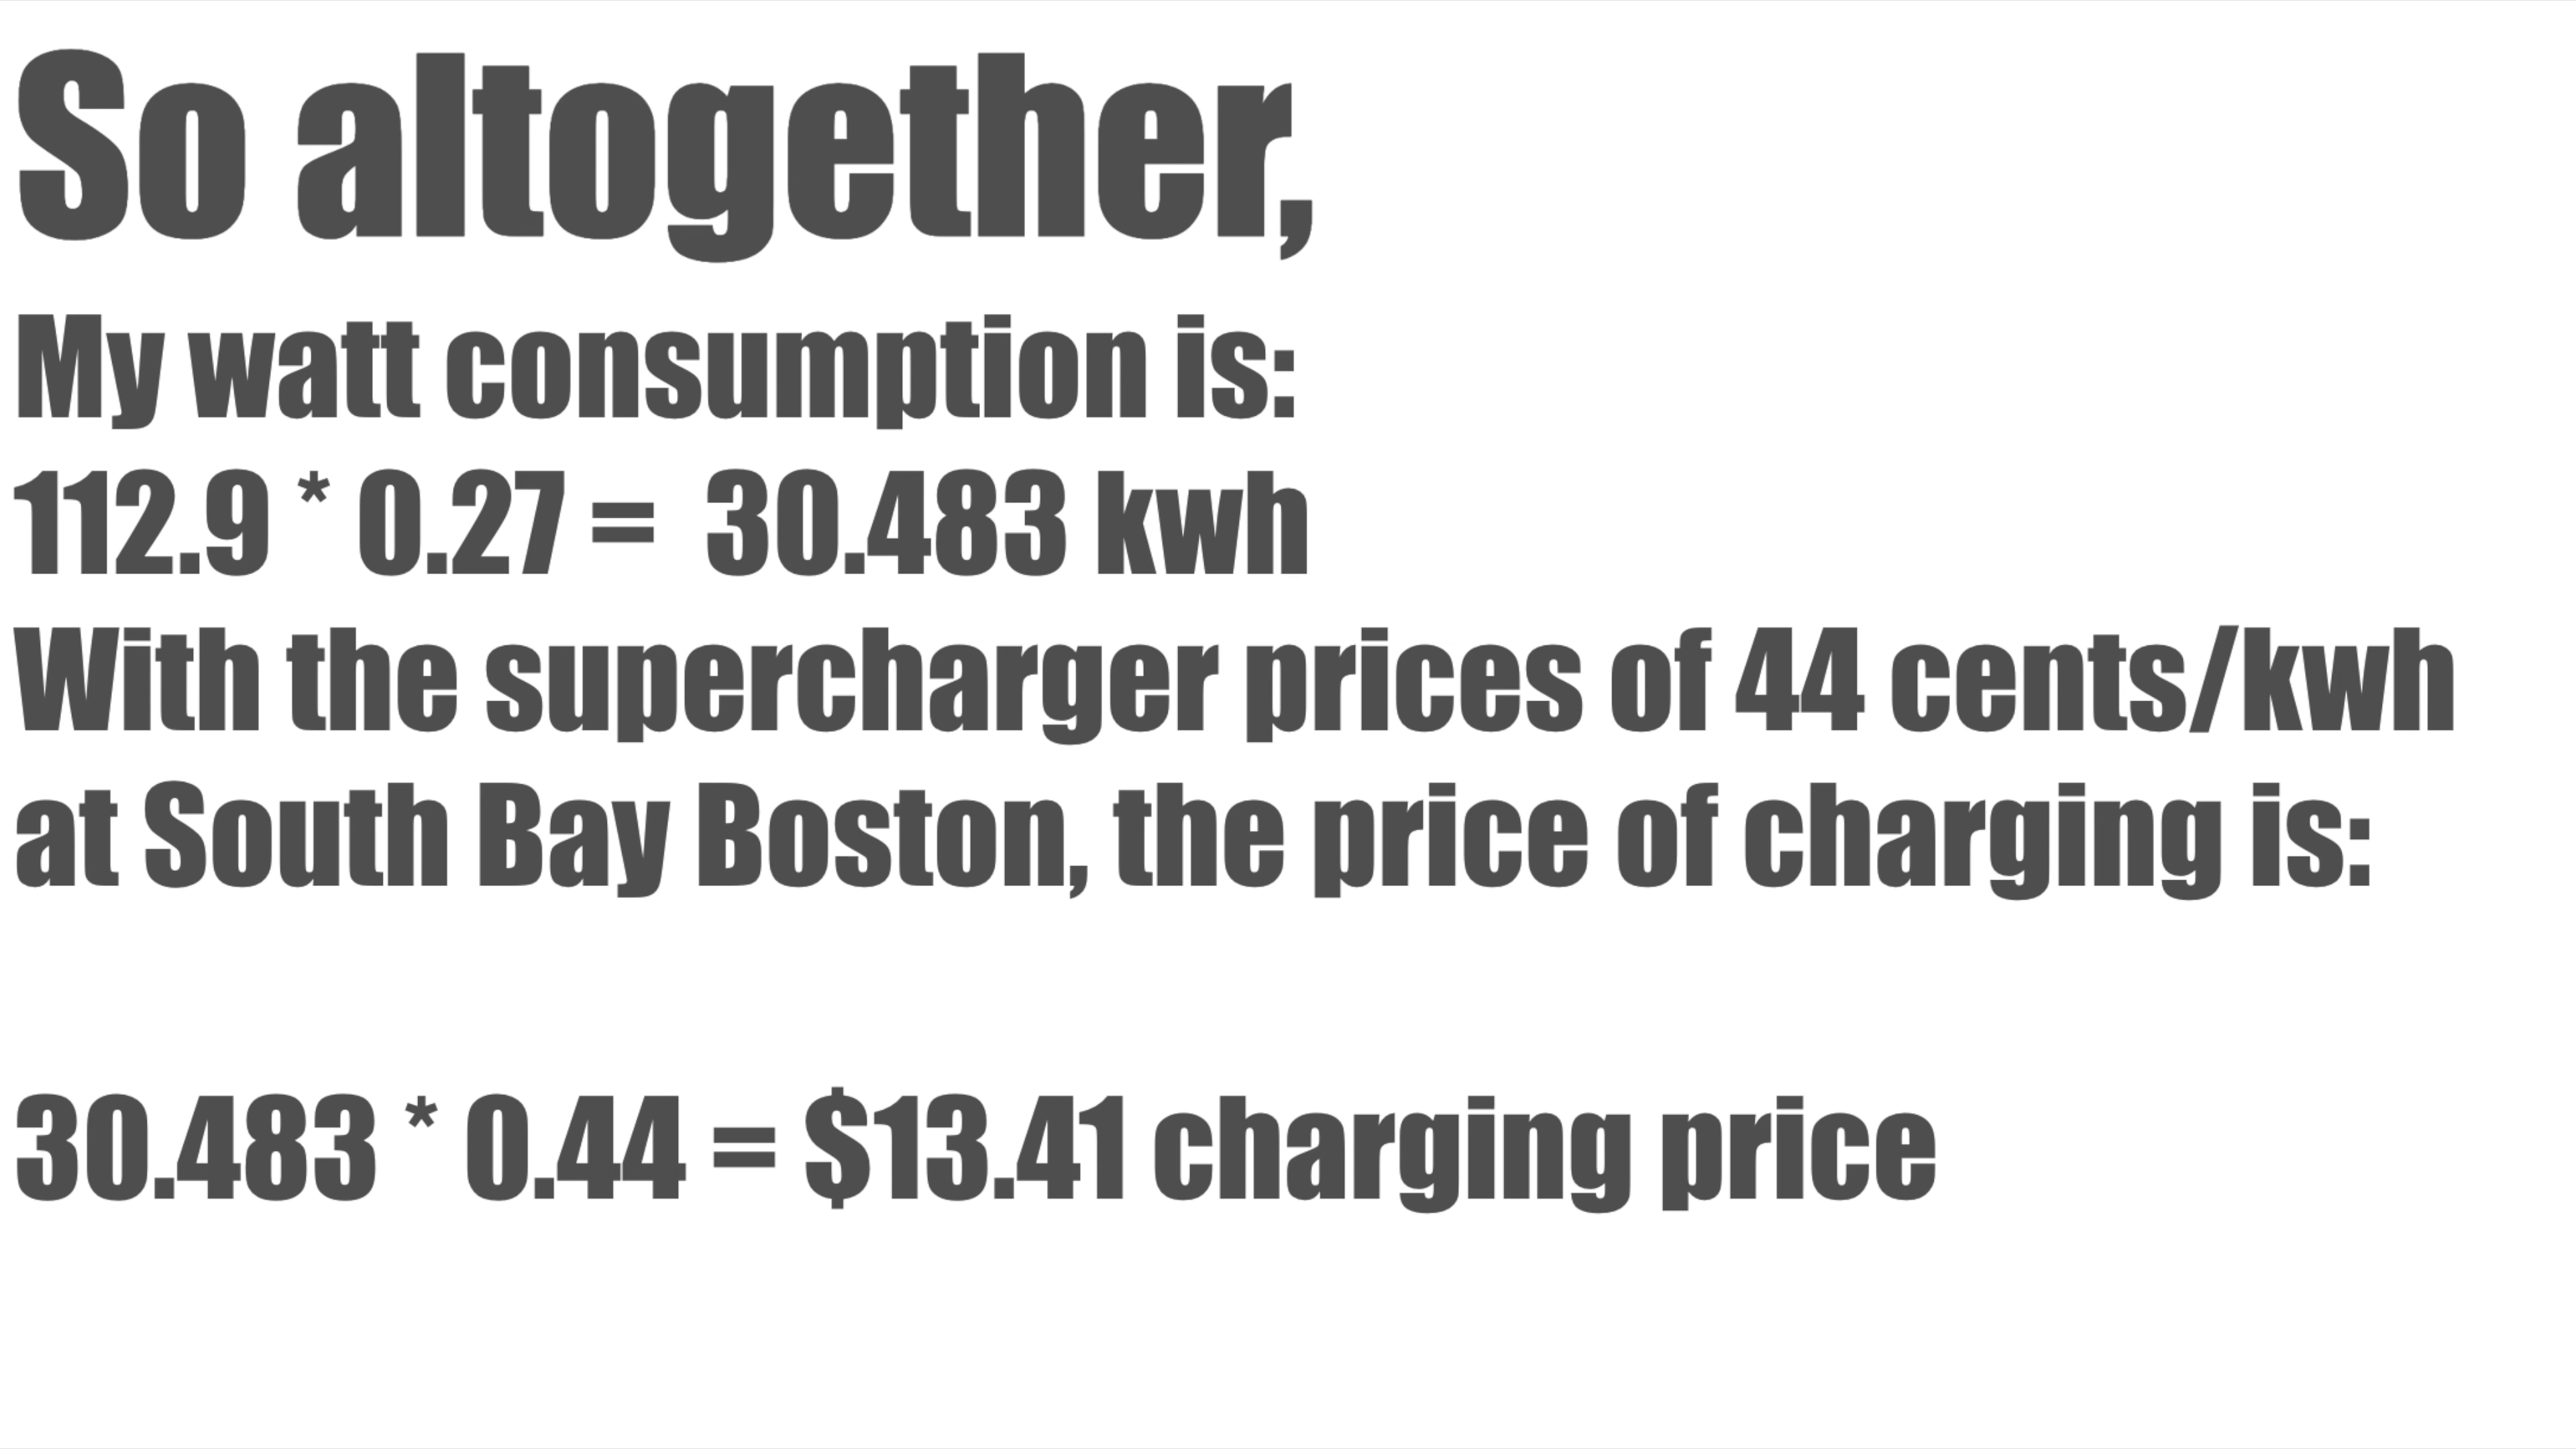 So altogether,
My watt consumption is:
112.9 * 0.27 =  30.483 kwh
With the supercharger prices of 44 cents/kwh
at South Bay Boston, the price of charging is:
30.483 * 0.44 = $13.41 charging price